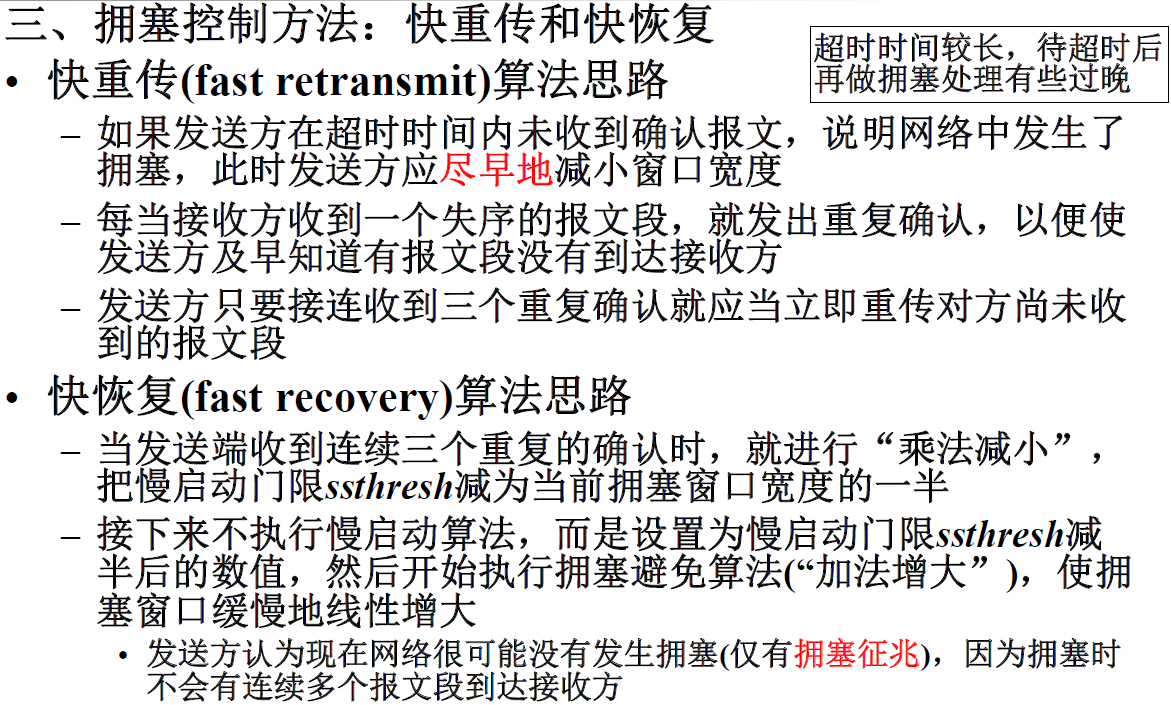 三、拥塞控制方法：快重传和快恢复
超时时间较长，待超时后
再做拥塞处理有些过晚
• 快重传(fast retransmit)算法思路
– 如果发送方在超时时间内未收到确认报文，说明网络中发生了
拥塞，此时发送方应尽早地减小窗口宽度
– 每当接收方收到一个失序的报文段，就发出重复确认，以便使
发送方及早知道有报文段没有到达接收方
– 发送方只要接连收到三个重复确认就应当立即重传对方尚未收
到的报文段
• 快恢复(fast recovery)算法思路
– 当发送端收到连续三个重复的确认时，就进行“乘法减小”，
把慢启动门限ssthresh减为当前拥塞窗口宽度的一半
– 接下来不执行慢启动算法，而是设置为慢启动门限ssthresh减
半后的数值，然后开始执行拥塞避免算法(“加法增大”)，使拥
塞窗口缓慢地线性增大
• 发送方认为现在网络很可能没有发生拥塞(仅有拥塞征兆)，因为拥塞时
不会有连续多个报文段到达接收方